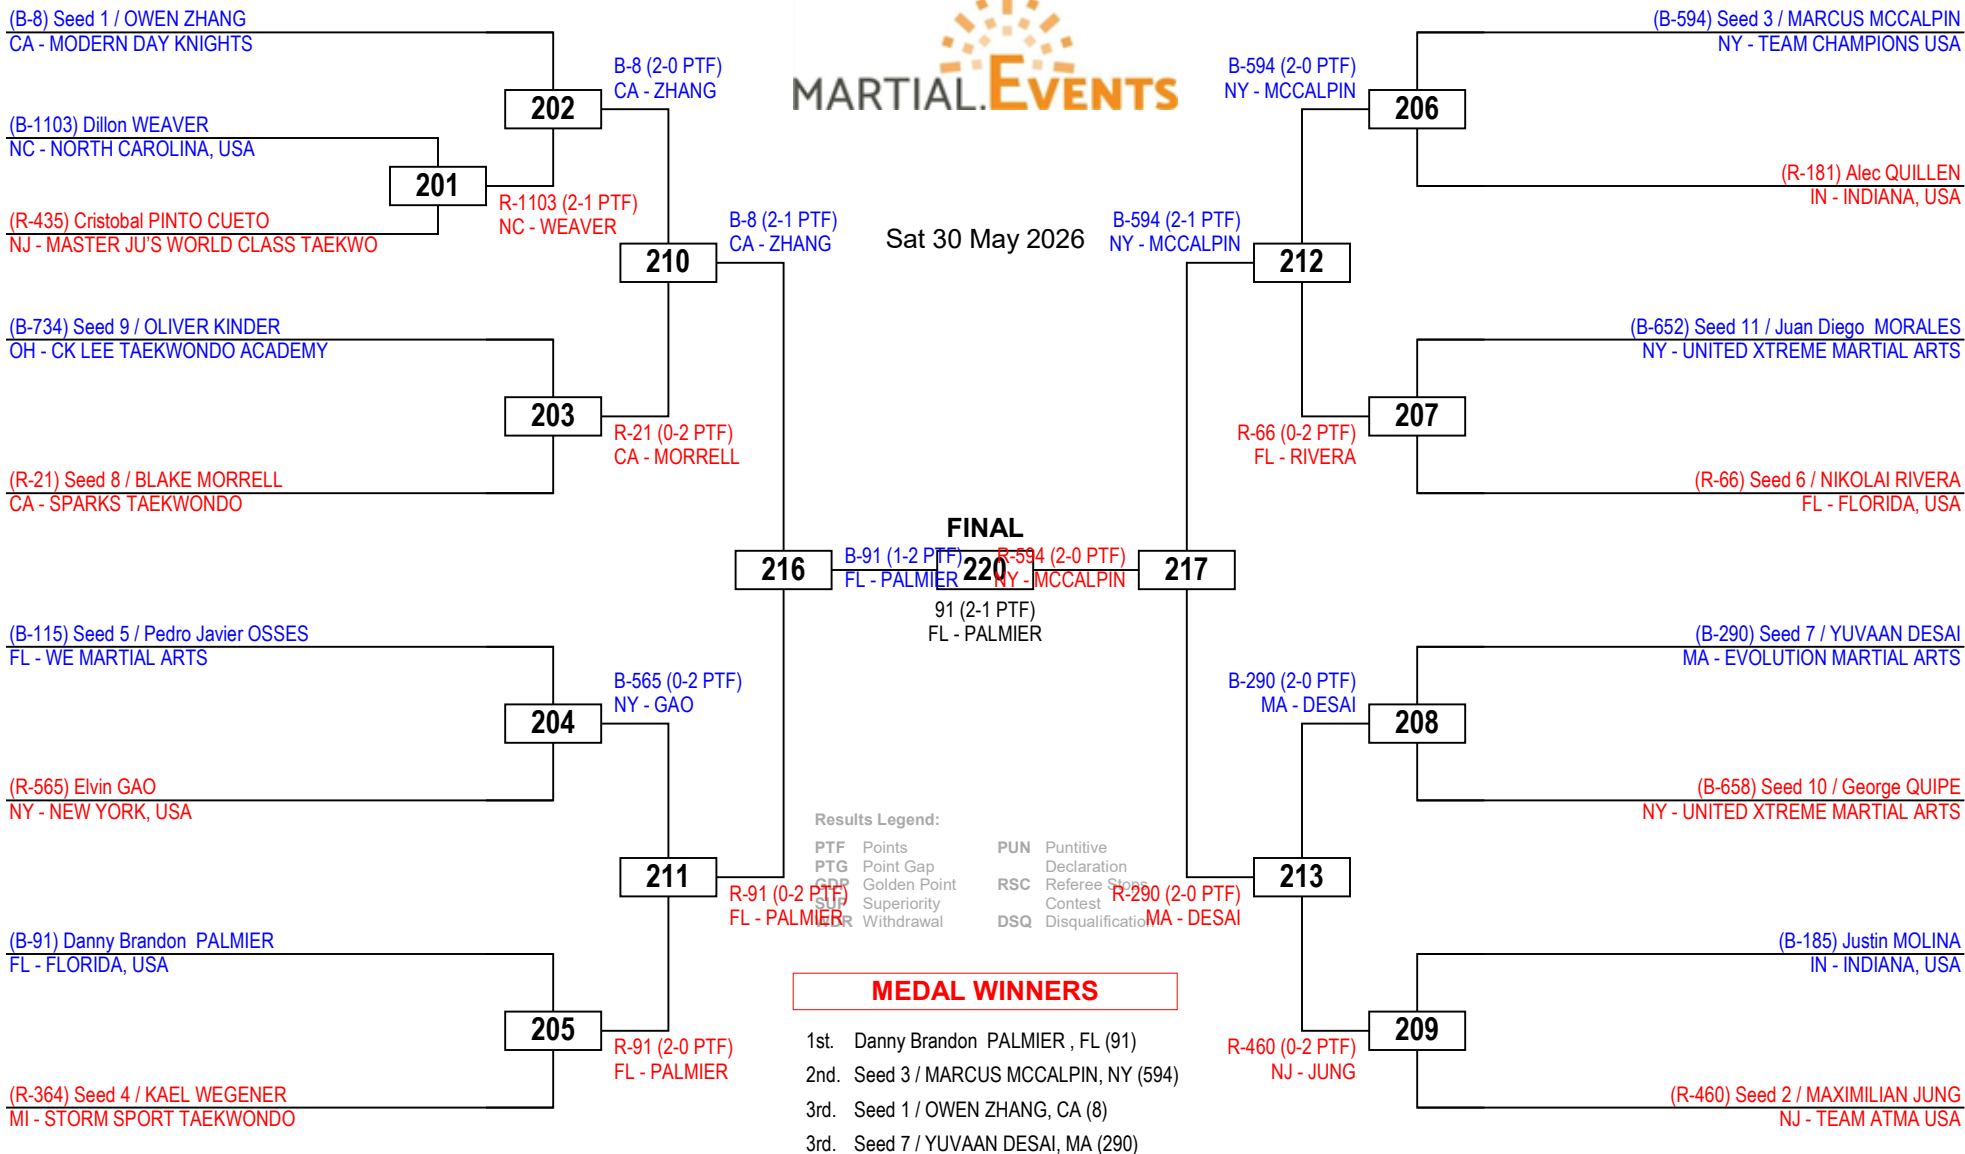 (B-8) Seed 1 / OWEN ZHANG
CA - MODERN DAY KNIGHTS
(B-1103) Dillon WEAVER
NC - NORTH CAROLINA, USA
(R-435) Cristobal PINTO CUETO
NJ - MASTER JU'S WORLD CLASS TAEKWO
(B-734) Seed 9 / OLIVER KINDER
OH - CK LEE TAEKWONDO ACADEMY
(R-21) Seed 8 / BLAKE MORRELL
CA - SPARKS TAEKWONDO
(B-115) Seed 5 / Pedro Javier OSSES
FL - WE MARTIAL ARTS
(R-565) Elvin GAO
NY - NEW YORK, USA
(B-91) Danny Brandon  PALMIER
FL - FLORIDA, USA
(R-364) Seed 4 / KAEL WEGENER
MI - STORM SPORT TAEKWONDO
201
R-1103 (2-1 PTF)
NC - WEAVER
202
B-8 (2-0 PTF)
CA - ZHANG
203
R-21 (0-2 PTF)
CA - MORRELL
204
B-565 (0-2 PTF)
NY - GAO
205
R-91 (2-0 PTF)
FL - PALMIER
210
B-8 (2-1 PTF)
CA - ZHANG
211
R-91 (0-2 PTF)
FL - PALMIER
216
B-91 (1-2 PTF)
FL - PALMIER
MARTIAL.EVENTS
Sat 30 May 2026
FINAL
220
91 (2-1 PTF)
FL - PALMIER
R-594 (2-0 PTF)
NY - MCCALPIN
217
B-594 (2-1 PTF)
NY - MCCALPIN
212
R-290 (2-0 PTF)
MA - DESAI
213
B-594 (2-0 PTF)
NY - MCCALPIN
206
R-66 (0-2 PTF)
FL - RIVERA
207
B-290 (2-0 PTF)
MA - DESAI
208
R-460 (0-2 PTF)
NJ - JUNG
209
(B-594) Seed 3 / MARCUS MCCALPIN
NY - TEAM CHAMPIONS USA
(R-181) Alec QUILLEN
IN - INDIANA, USA
(B-652) Seed 11 / Juan Diego  MORALES
NY - UNITED XTREME MARTIAL ARTS
(R-66) Seed 6 / NIKOLAI RIVERA
FL - FLORIDA, USA
(B-290) Seed 7 / YUVAAN DESAI
MA - EVOLUTION MARTIAL ARTS
(B-658) Seed 10 / George QUIPE
NY - UNITED XTREME MARTIAL ARTS
(B-185) Justin MOLINA
IN - INDIANA, USA
(R-460) Seed 2 / MAXIMILIAN JUNG
NJ - TEAM ATMA USA
Results Legend:
PTF Points
PTG Point Gap
GDP Golden Point
SUP Superiority
WDR Withdrawal
PUN Puntitive
Declaration
RSC Referee Stops
Contest
DSQ Disqualification
MEDAL WINNERS
1st. Danny Brandon  PALMIER , FL (91)
2nd. Seed 3 / MARCUS MCCALPIN, NY (594)
3rd. Seed 1 / OWEN ZHANG, CA (8)
3rd. Seed 7 / YUVAAN DESAI, MA (290)